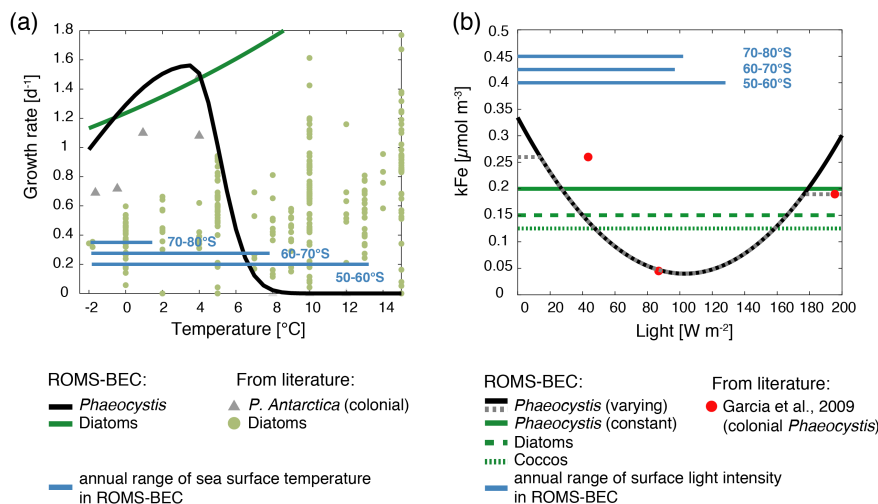 (a)
1.8
1.6
1.4
1.2
1
0.8
0.6
0.4
0.2
0
Growth rate [d⁻¹]
70-80°S
60-70°S
50-60°S
-2 0 2 4 6 8 10 12 14
Temperature [°C]
ROMS-BEC:
Phaeocystis
Diatoms
From literature:
P. Antarctica (colonial)
Diatoms
annual range of sea surface temperature
in ROMS-BEC
(b)
0.5
0.45
0.4
0.35
0.3
0.25
0.2
0.15
0.1
0.05
0
kFe [µmol m⁻³]
70-80°S
60-70°S
50-60°S
0 20 40 60 80 100 120 140 160 180 200
Light [W m⁻²]
ROMS-BEC:
Phaeocystis (varying)
Phaeocystis (constant)
Diatoms
Coccos
From literature:
Garcia et al., 2009
(colonial Phaeocystis)
annual range of surface light intensity
in ROMS-BEC